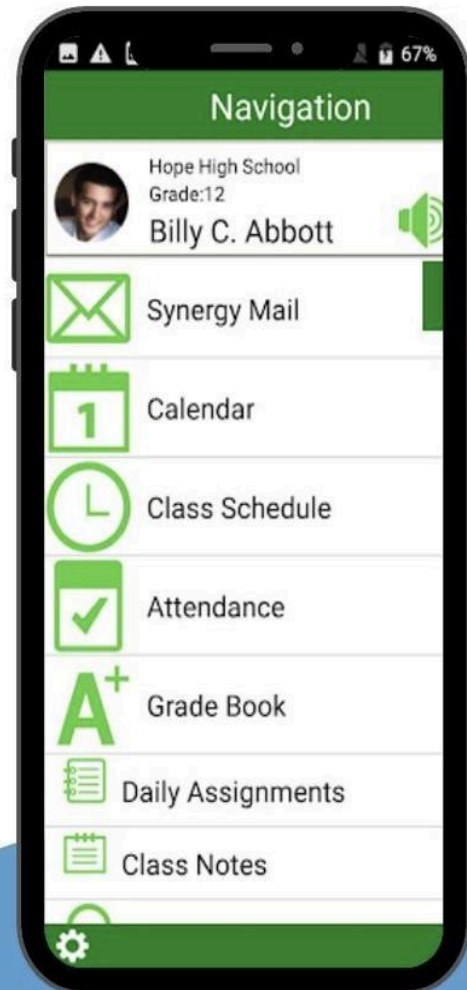 67%
Navigation
Hope High School
Grade:12
Billy C. Abbott
Synergy Mail
1
Calendar
Class Schedule
Attendance
A+
Grade Book
Daily Assignments
Class Notes